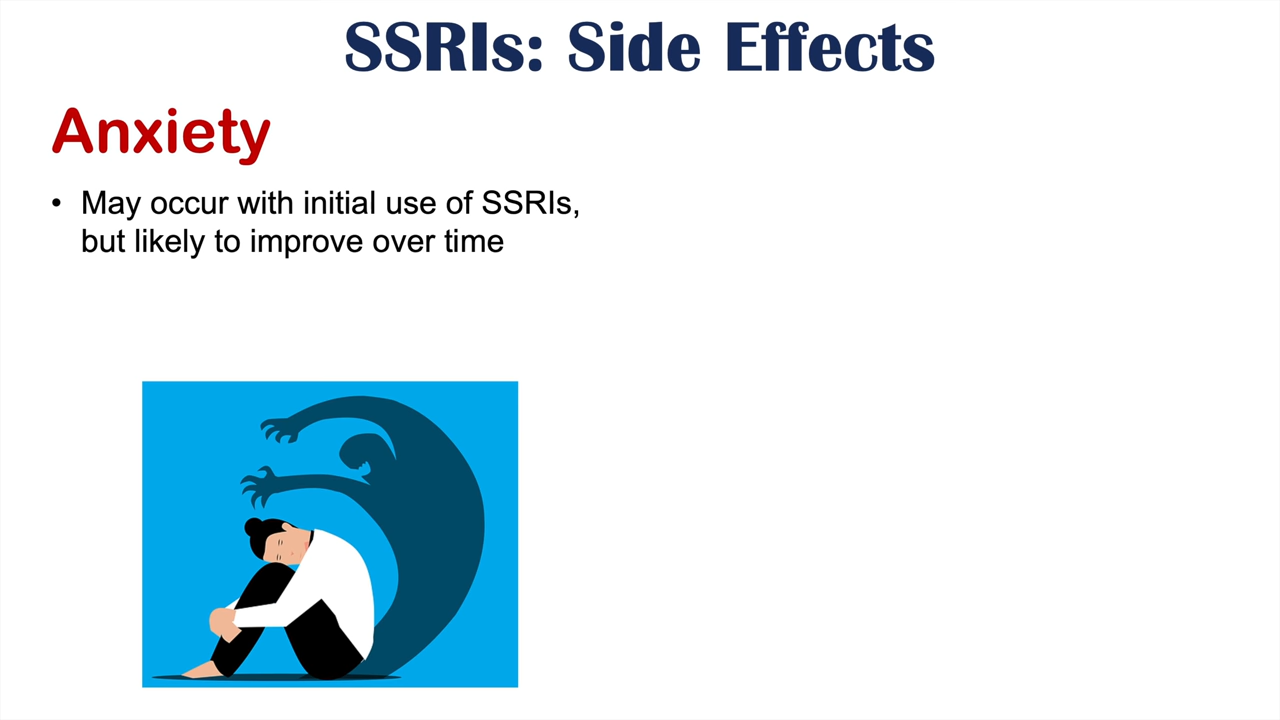 SSRIs: Side Effects
Anxiety
• May occur with initial use of SSRIs,
but likely to improve over time